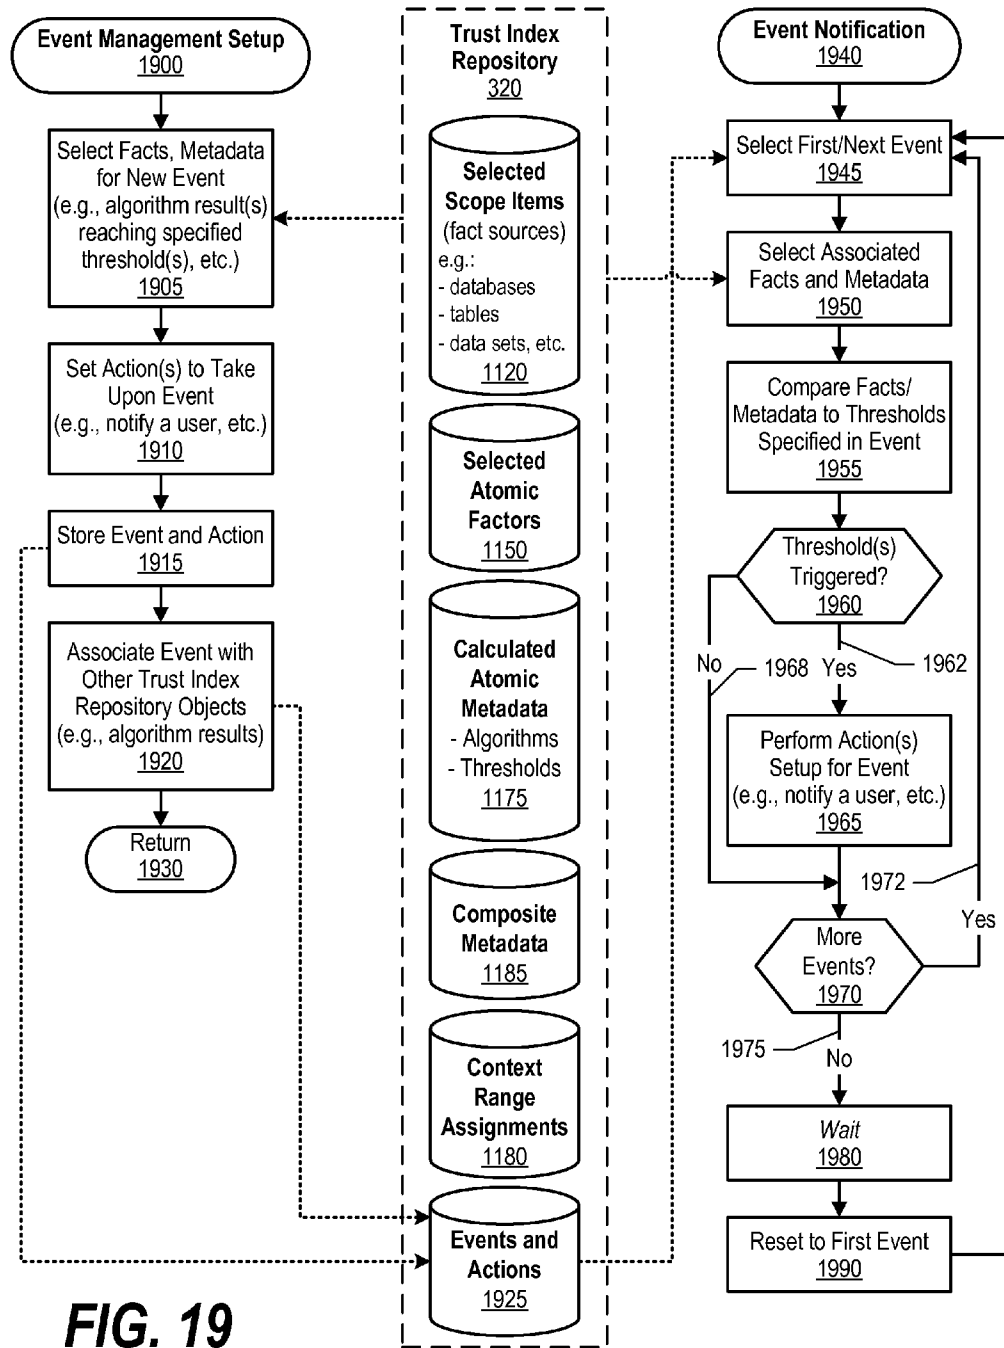 Event Management Setup
1900
Select Facts, Metadata
for New Event
(e.g., algorithm result(s)
reaching specified
threshold(s), etc.)
1905
Set Action(s) to Take
Upon Event
(e.g., notify a user, etc.)
1910
Store Event and Action
1915
Associate Event with
Other Trust Index
Repository Objects
(e.g., algorithm results)
1920
Return
1930
Trust Index
Repository
320
Selected
Scope Items
(fact sources)
e.g.:
- databases
- tables
- data sets, etc.
1120
Selected
Atomic
Factors
1150
Calculated
Atomic
Metadata
- Algorithms
- Thresholds
1175
Composite
Metadata
1185
Context
Range
Assignments
1180
Events and
Actions
1925
Event Notification
1940
Select First/Next Event
1945
Select Associated
Facts and Metadata
1950
Compare Facts/
Metadata to Thresholds
Specified in Event
1955
Threshold(s)
Triggered?
1960
No
1968
Yes
1962
Perform Action(s)
Setup for Event
(e.g., notify a user, etc.)
1965
1972
Yes
More
Events?
1970
1975
No
Wait
1980
Reset to First Event
1990
FIG. 19